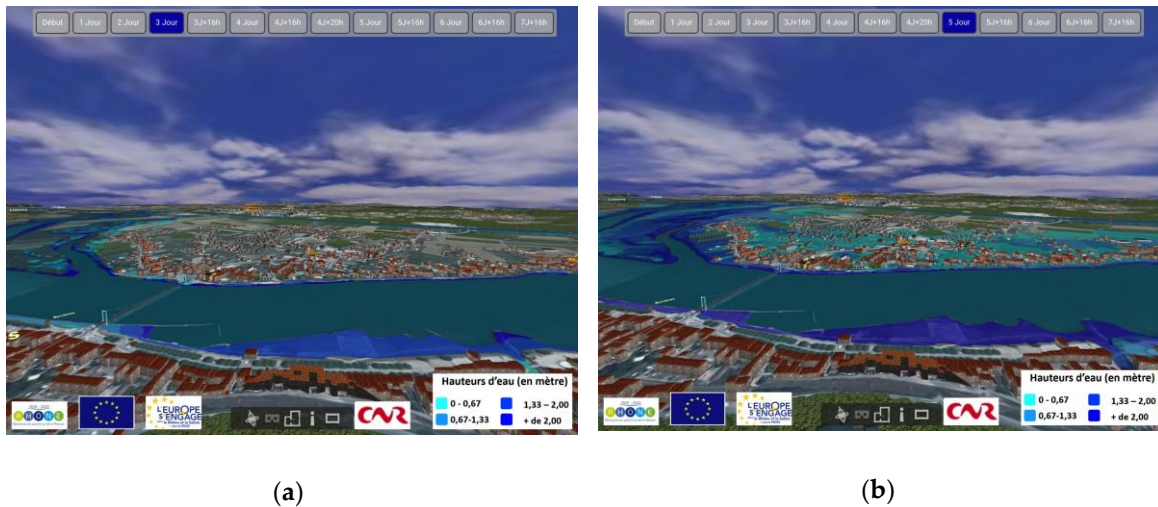 Début 1 Jour 2 Jour 3 Jour 3J+16h 4 Jour 4J+16h 4J+20h 5 Jour 5J+16h 6 Jour 6J+16h 7J+16h
Hauteurs d'eau (en mètre)
0 - 0,67 1,33 – 2,00
0,67-1,33 + de 2,00
RHONE
L'EUROPE
S'ENGAGE
CNR
(a)
Début 1 Jour 2 Jour 3 Jour 3J+16h 4 Jour 4J+16h 4J+20h 5 Jour 5J+16h 6 Jour 6J+16h 7J+16h
Hauteurs d'eau (en mètre)
0 - 0,67 1,33 – 2,00
0,67-1,33 + de 2,00
RHONE
L'EUROPE
S'ENGAGE
CNR
(b)